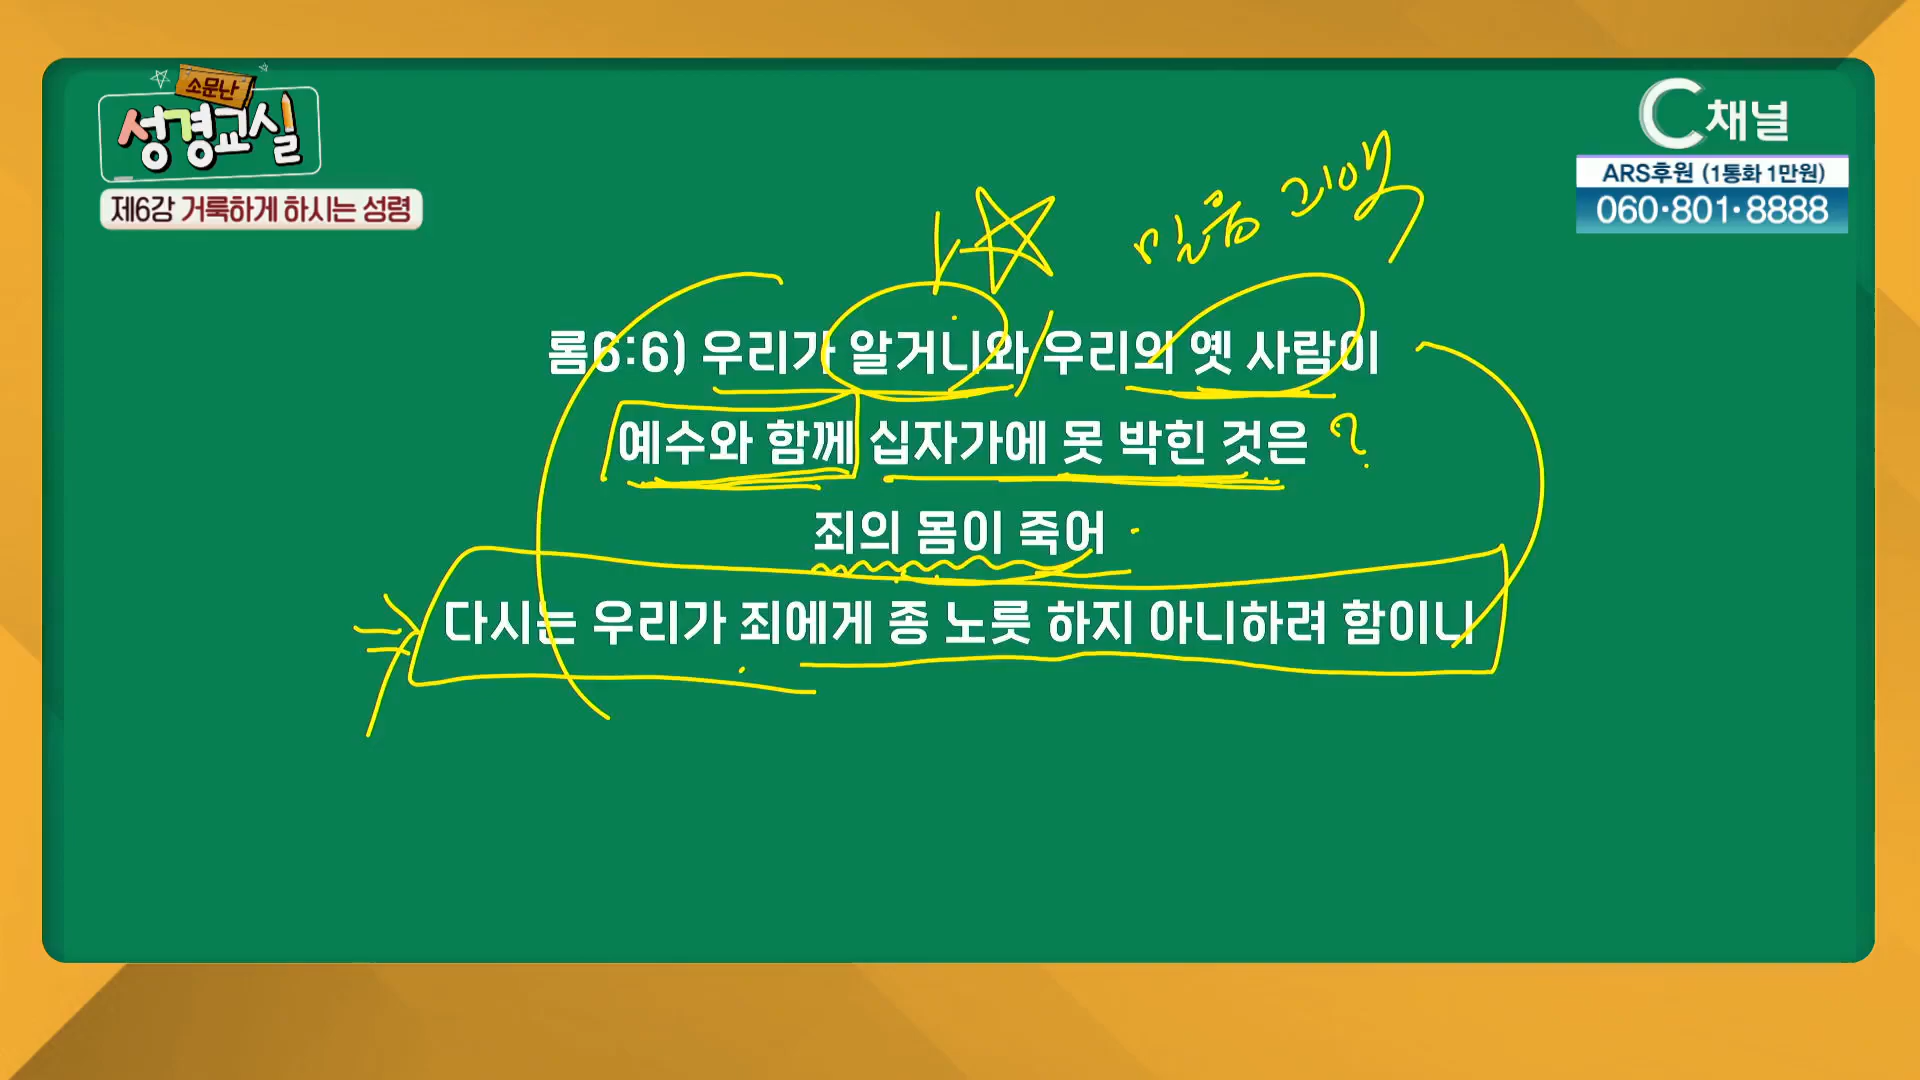 소문난
성경교실
제6강 거룩하게 하시는 성령
C채널
ARS후원 (1통화 1만원)
060·801·8888
믿음
롬6:6) 우리가 알거니와 우리의 옛 사람이
예수와 함께 십자가에 못 박힌 것은 ?
죄의 몸이 죽어
다시는 우리가 죄에게 종 노릇 하지 아니하려 함이니